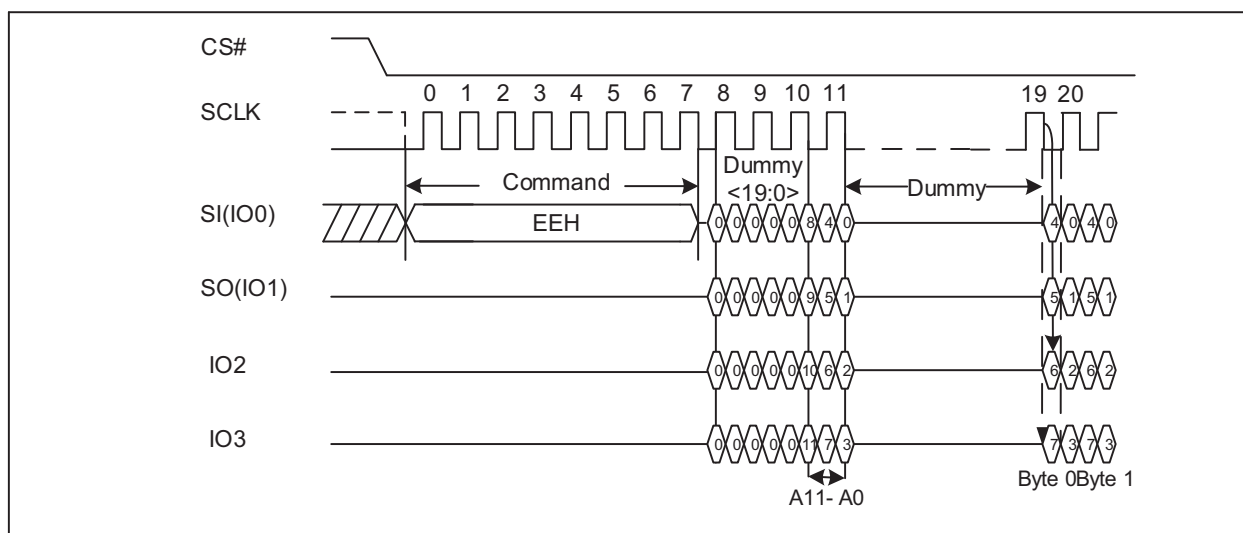 CS#
0 1 2 3 4 5 6 7 8 9 10 11 19 20
SCLK
Command
Dummy
<19:0>
Dummy
SI(IO0)
EEH
0 0 0 0 0 8 4 0 4 0 4 0
SO(IO1)
0 0 0 0 0 9 5 1 5 1 5 1
IO2
0 0 0 0 0 10 6 2 6 2 6 2
IO3
0 0 0 0 0 11 7 3 7 3 7 3
Byte 0Byte 1
A11- A0